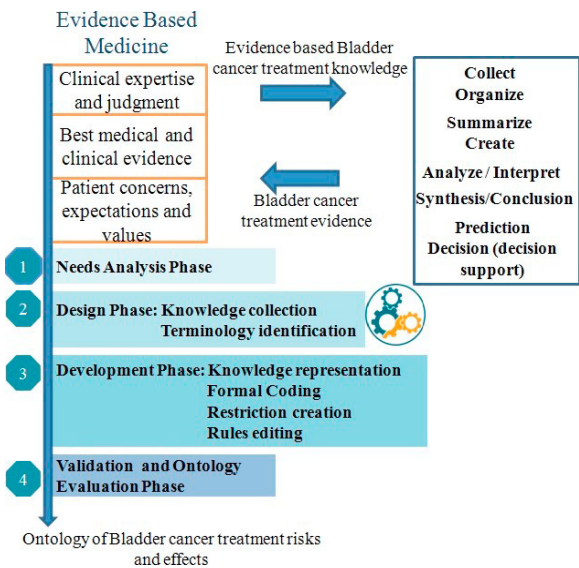 Evidence Based
Medicine
Clinical expertise
and judgment
Best medical and
clinical evidence
Patient concerns,
expectations and
values
Evidence based Bladder
cancer treatment knowledge
Bladder cancer
treatment evidence
Collect
Organize
Summarize
Create
Analyze / Interpret
Synthesis/Conclusion
Prediction
Decision (decision
support)
1
Needs Analysis Phase
2
Design Phase: Knowledge collection
Terminology identification
3
Development Phase: Knowledge representation
Formal Coding
Restriction creation
Rules editing
4
Validation and Ontology
Evaluation Phase
Ontology of Bladder cancer treatment risks
and effects